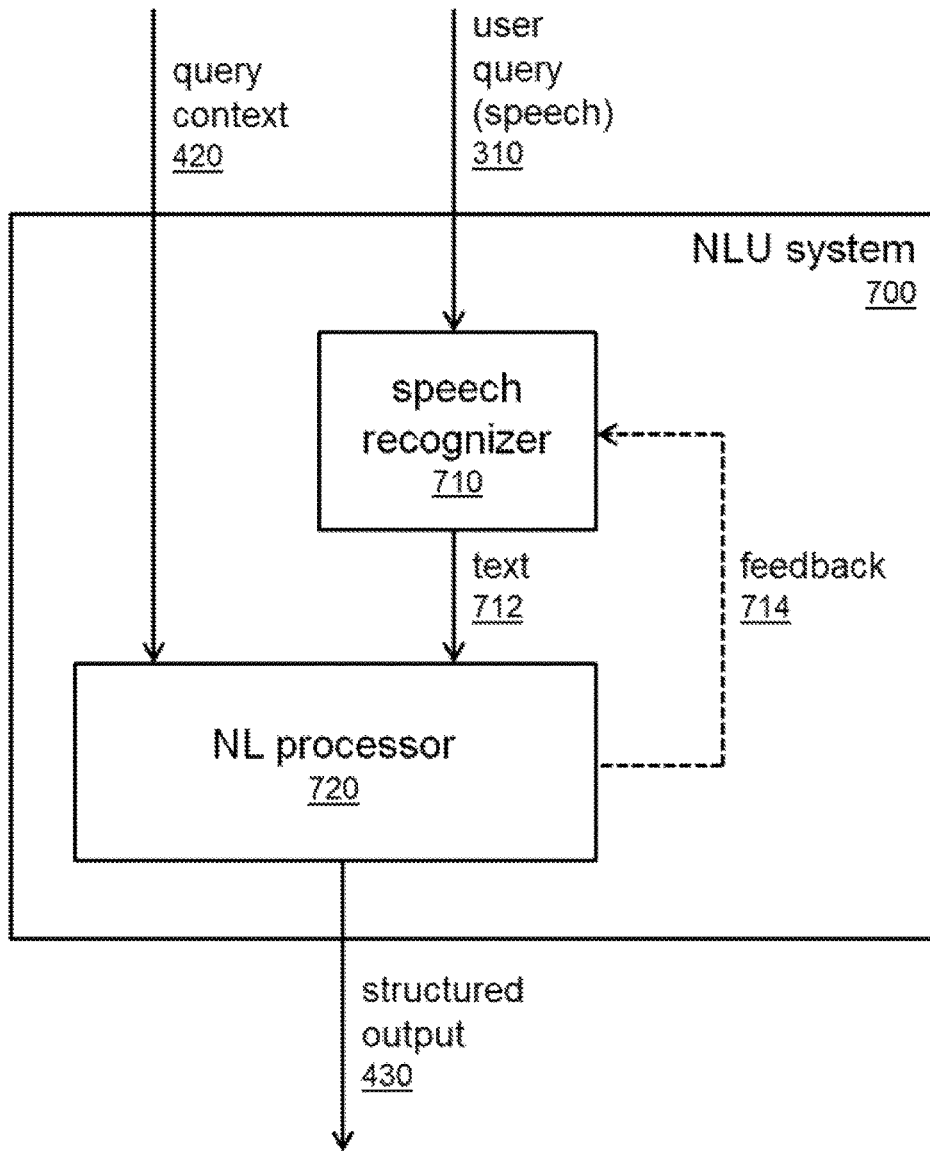 query
context
420
user
query
(speech)
310
NLU system
700
speech
recognizer
710
text
712
feedback
714
NL processor
720
structured
output
430